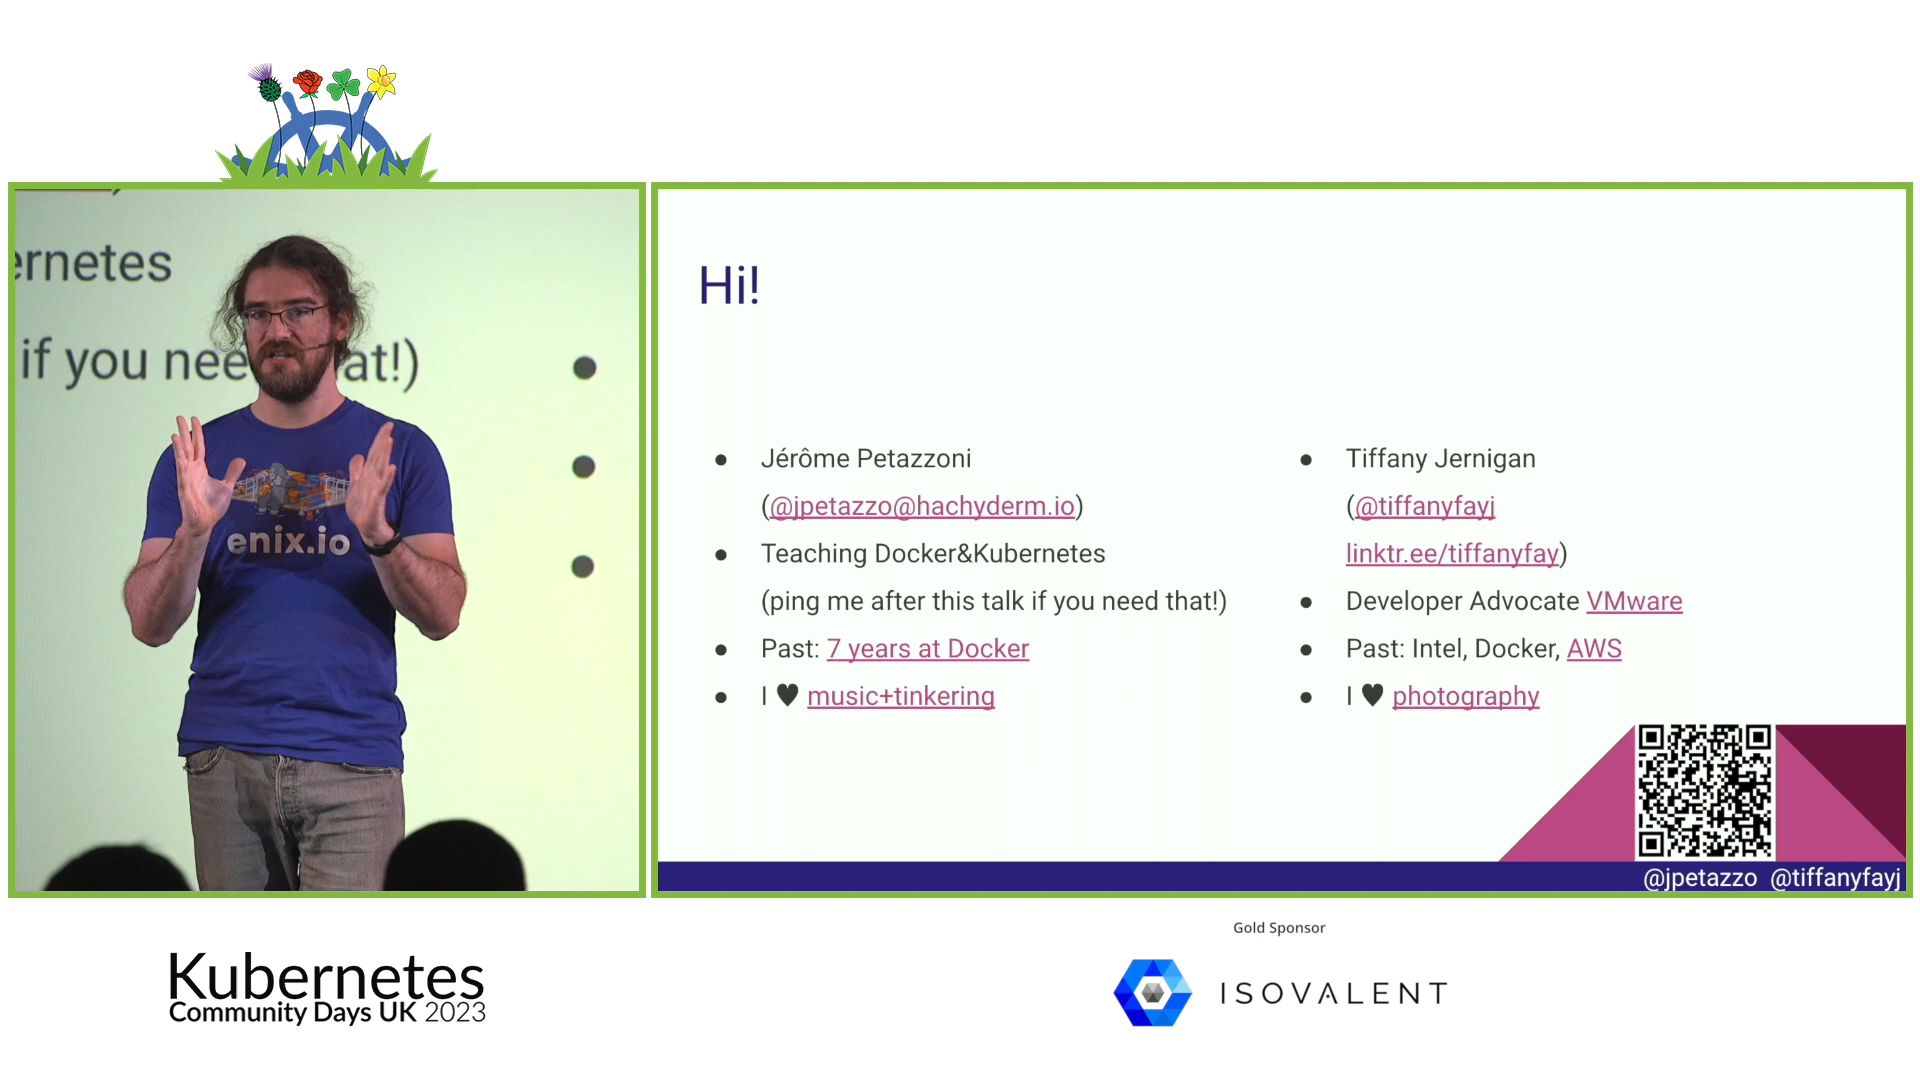 ernetes
if you nee at!)
enix.io
Hi!
● Jérôme Petazzoni
(@jpetazzo@hachyderm.io)
● Teaching Docker&Kubernetes
(ping me after this talk if you need that!)
● Past: 7 years at Docker
● I ♥ music+tinkering
● Tiffany Jernigan
(@tiffanyfayj
linktr.ee/tiffanyfay)
● Developer Advocate VMware
● Past: Intel, Docker, AWS
● I ♥ photography
@jpetazzo @tiffanyfayj
Kubernetes
Community Days UK 2023
Gold Sponsor
ISOVALENT